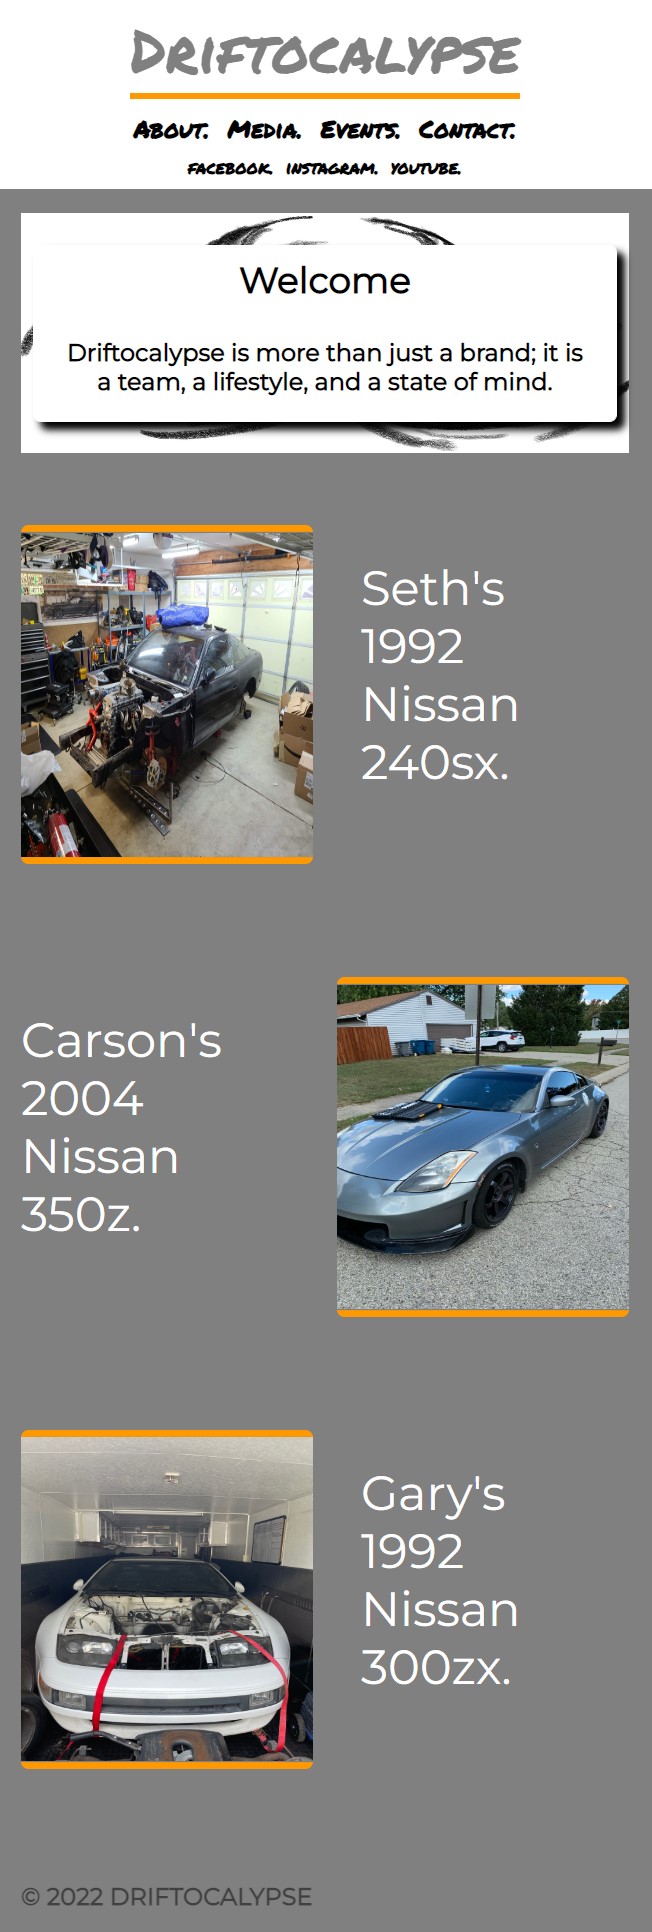 Driftocalypse
About. Media. Events. Contact.
facebook. instagram. youtube.
Welcome
Driftocalypse is more than just a brand; it is
a team, a lifestyle, and a state of mind.
Seth's
1992
Nissan
240sx.
Carson's
2004
Nissan
350z.
Gary's
1992
Nissan
300zx.
© 2022 DRIFTOCALYPSE